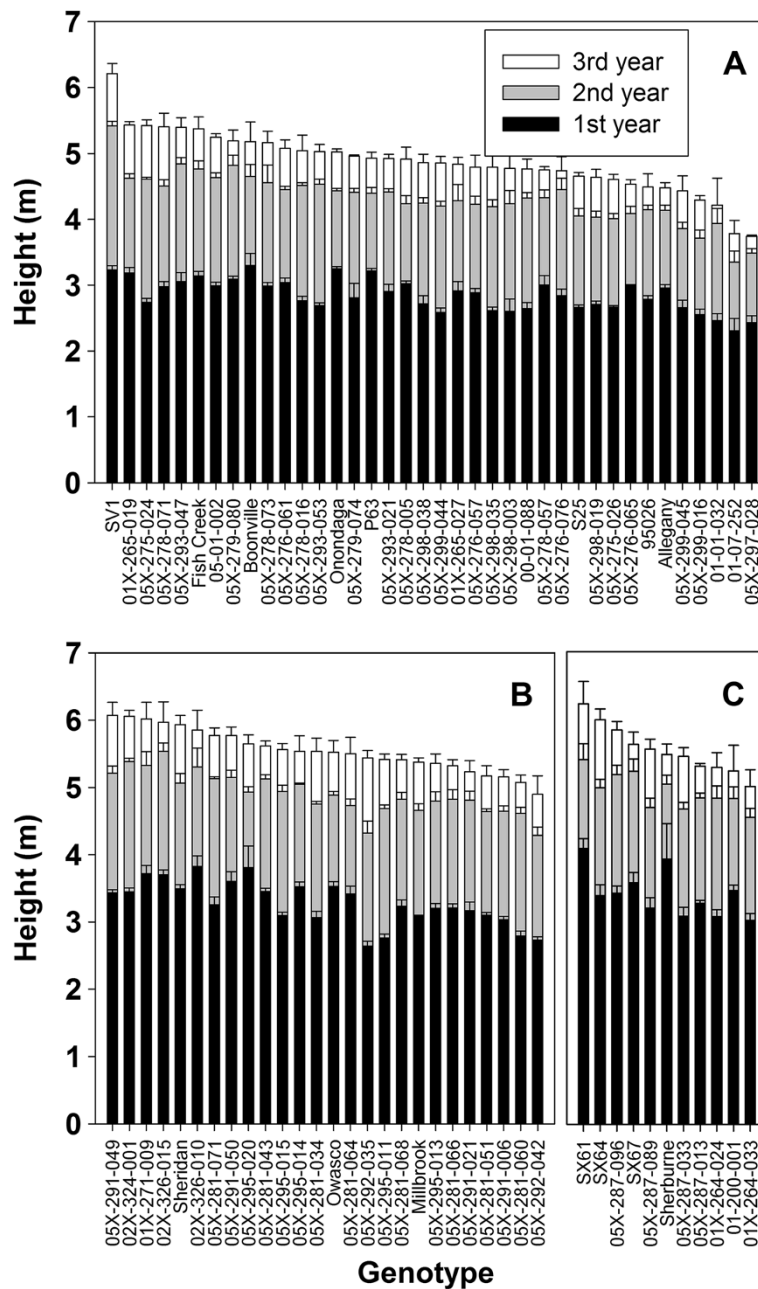 7
6
5
4
3
2
1
0
Height (m)
3rd year
2nd year
1st year
A
SV1
01X-265-019
05X-275-024
05X-278-071
05X-293-047
Fish Creek
05-01-002
05X-279-080
Boonville
05X-278-073
05X-276-061
05X-278-016
05X-293-053
Onondaga
05X-279-074
P63
05X-293-021
05X-278-005
05X-298-038
05X-299-044
01X-265-027
05X-276-057
05X-298-035
05X-298-003
00-01-088
05X-278-057
05X-276-076
S25
05X-298-019
05X-275-026
05X-276-065
95026
Allegany
05X-299-045
05X-299-016
01-01-032
01-07-252
05X-297-028
7
6
5
4
3
2
1
0
Height (m)
B
05X-291-049
02X-324-001
01X-271-009
02X-326-015
Sheridan
02X-326-010
05X-281-071
05X-291-050
05X-295-020
05X-281-043
05X-295-015
05X-295-014
05X-281-034
Owasco
05X-281-064
05X-292-035
05X-295-011
05X-281-068
Millbrook
05X-295-013
05X-281-066
05X-291-021
05X-281-051
05X-291-006
05X-281-060
05X-292-042
C
SX61
SX64
05X-287-096
SX67
05X-287-089
Sherburne
05X-287-033
05X-287-013
01X-264-024
01-200-001
01X-264-033
Genotype